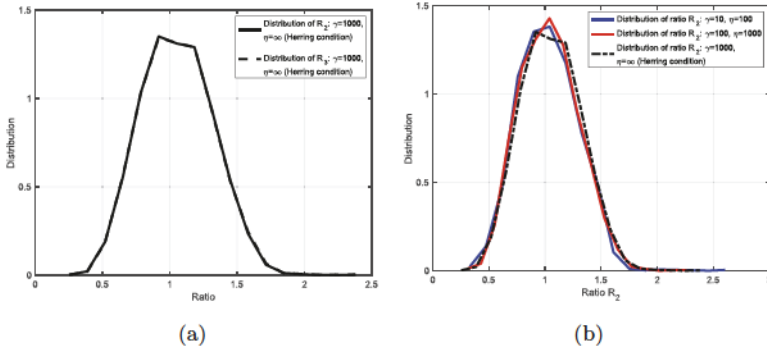 Distribution of R2: γ=1000,
η=∞ (Herring condition)
Distribution of R3: γ=1000,
η=∞ (Herring condition)
1.5
1
0.5
0
Distribution
0 0.5 1 1.5 2 2.5
Ratio
(a)
Distribution of ratio R2: γ=10, η=100
Distribution of ratio R2: γ=100, η=1000
Distribution of ratio R2: γ=1000,
η=∞ (Herring condition)
1.5
1
0.5
0
Distribution
0 0.5 1 1.5 2 2.5
Ratio R2
(b)